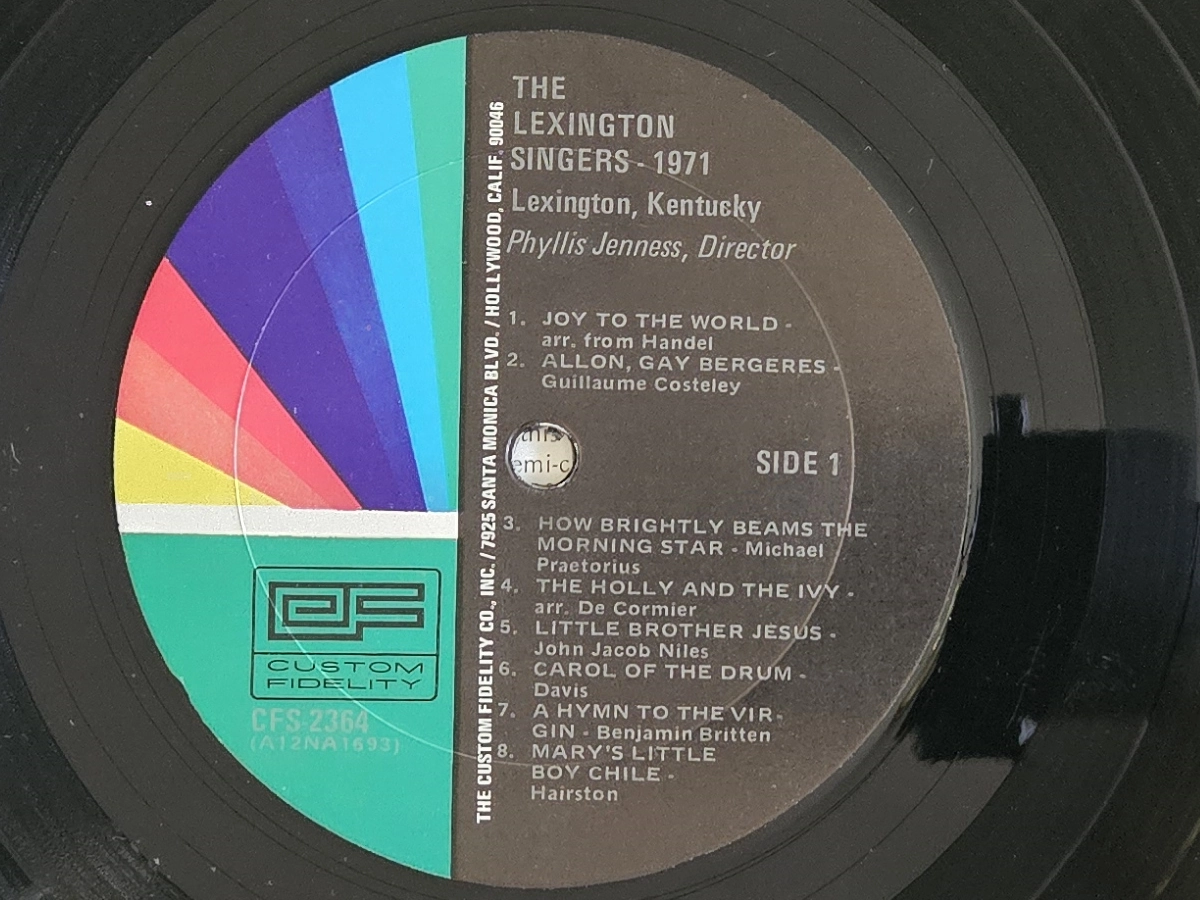 THE
LEXINGTON
SINGERS - 1971
Lexington, Kentusky
Phyllis Jenness, Director
1. JOY TO THE WORLD -
arr. from Handel
2. ALLON, GAY BERGERES -
Guillaume Costeley
SIDE 1
3. HOW BRIGHTLY BEAMS THE
MORNING STAR - Michael
Praetorius
4. THE HOLLY AND THE IVY -
arr. De Cormier
5. LITTLE BROTHER JESUS -
John Jacob Niles
6. CAROL OF THE DRUM -
Davis
7. A HYMN TO THE VIR-
GIN - Benjamin Britten
8. MARY'S LITTLE
BOY CHILE -
Hairston
THE CUSTOM FIDELITY CO., INC. / 7925 SANTA MONICA BLVD. / HOLLYWOOD, CALIF. 90046
CF
CUSTOM
FIDELITY
CFS-2364
(A12NA1693)
emi-c